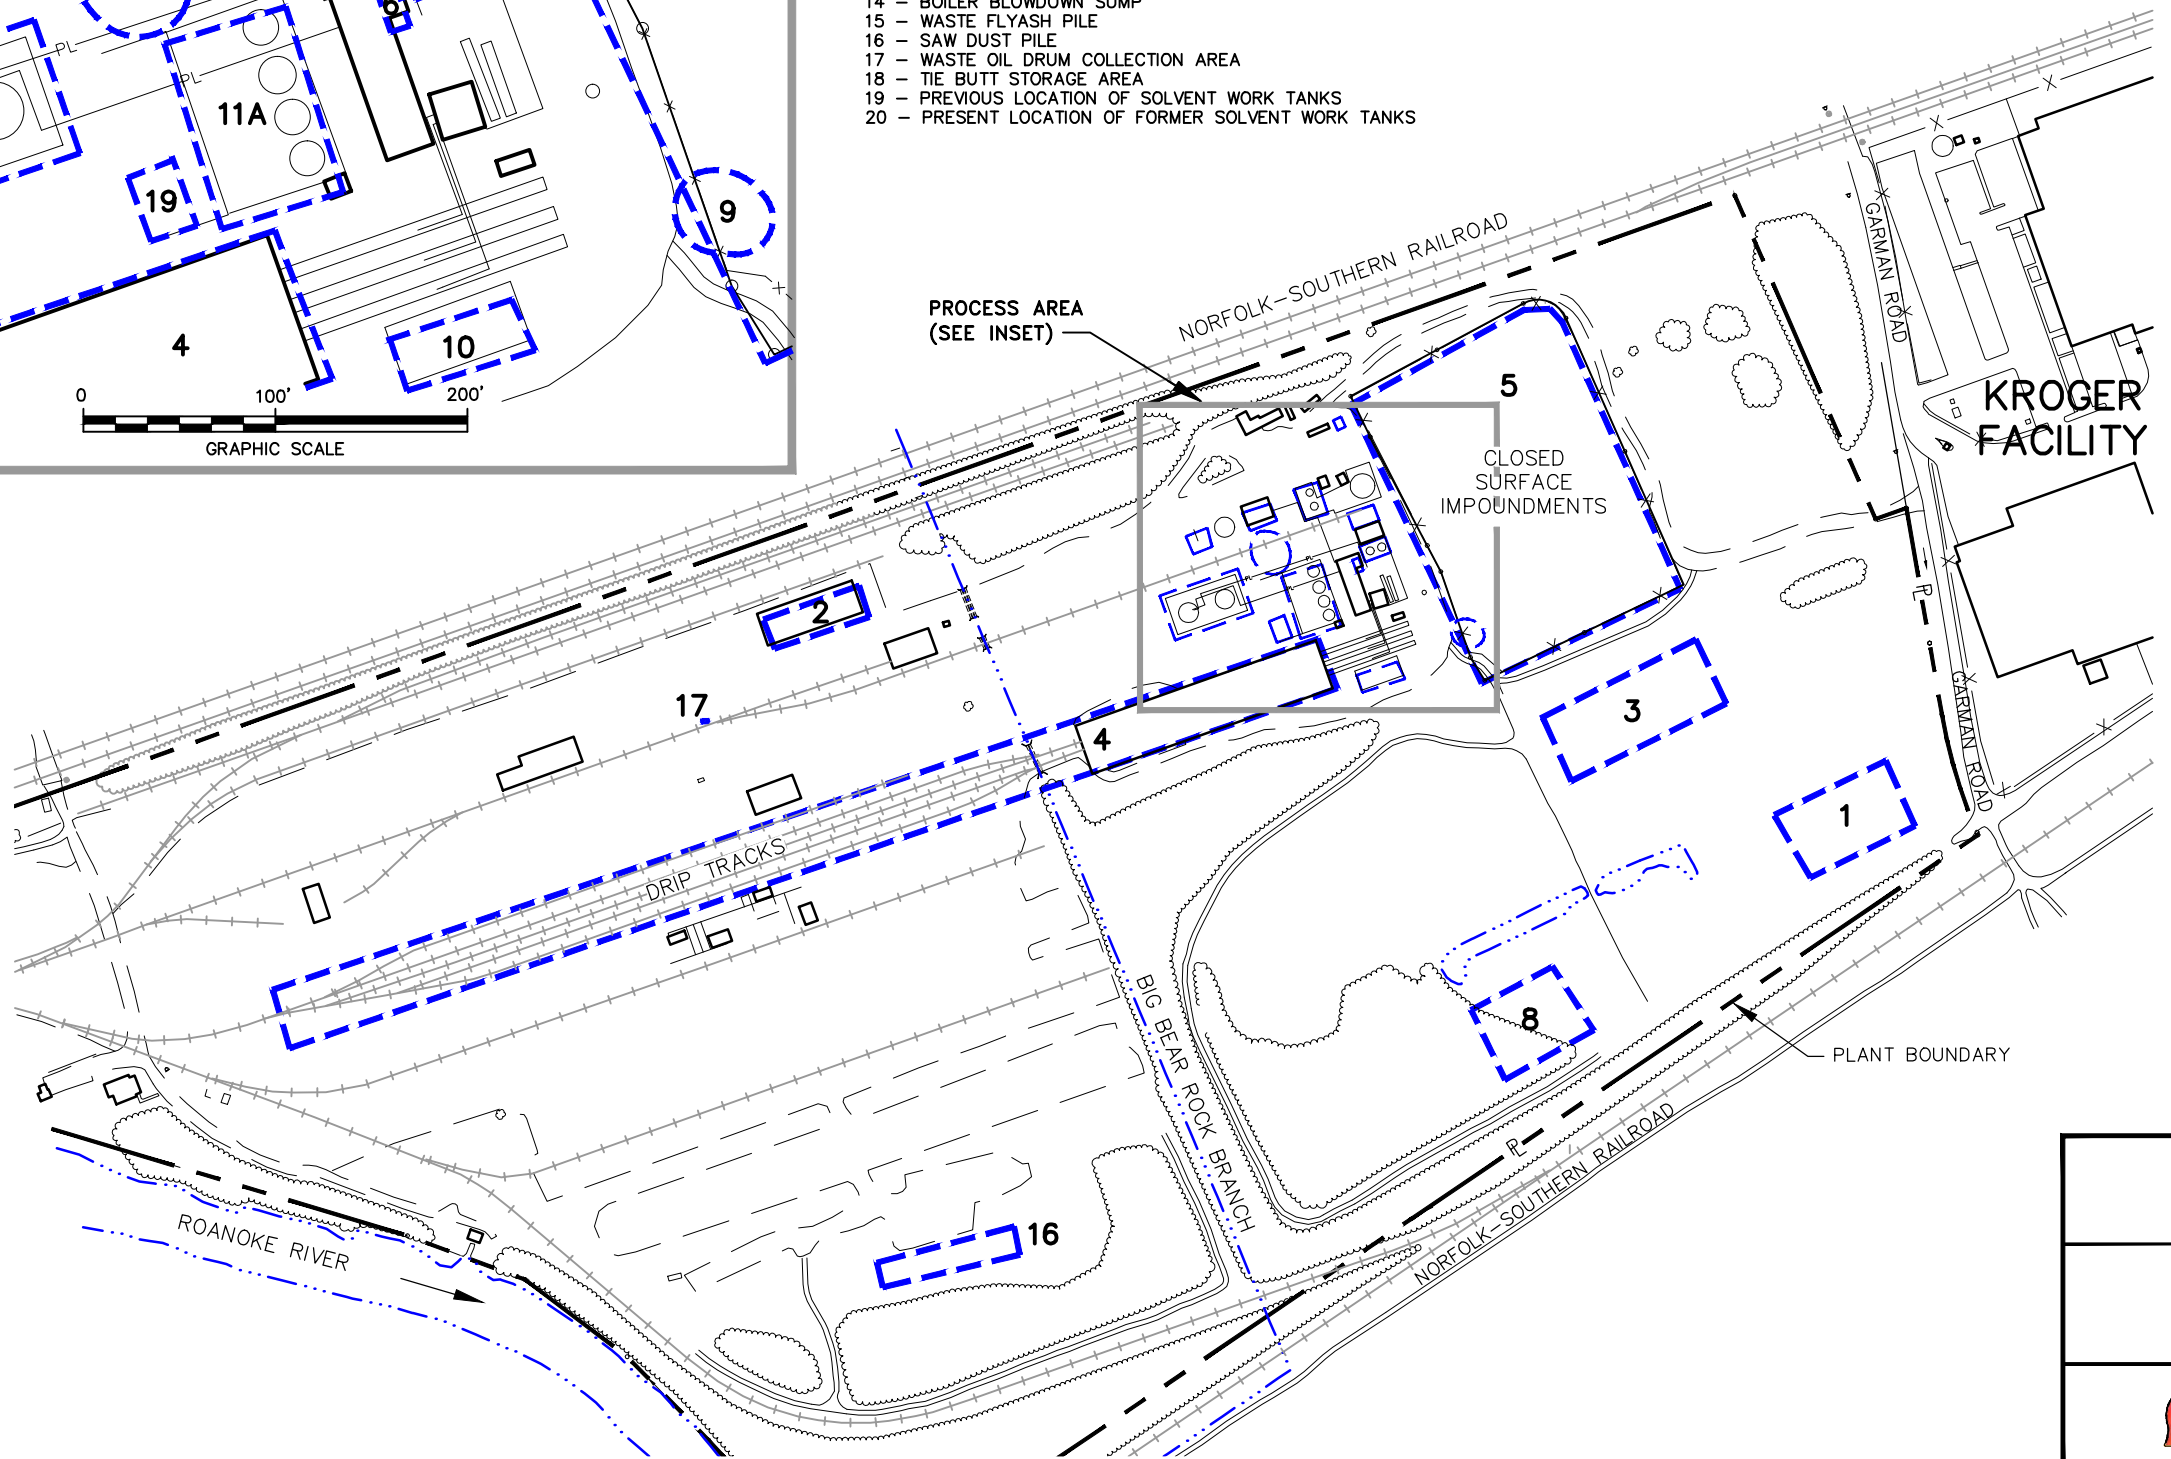 14 – BOILER BLOWDOWN SUMP
15 – WASTE FLYASH PILE
16 – SAW DUST PILE
17 – WASTE OIL DRUM COLLECTION AREA
18 – TIE BUTT STORAGE AREA
19 – PREVIOUS LOCATION OF SOLVENT WORK TANKS
20 – PRESENT LOCATION OF FORMER SOLVENT WORK TANKS
PL
PL
11A
19
9
4
10
0 100' 200'
GRAPHIC SCALE
PROCESS AREA
(SEE INSET)
NORFOLK–SOUTHERN RAILROAD
GARMAN ROAD
KROGER
FACILITY
5
CLOSED
SURFACE
IMPOUNDMENTS
2
17
4
3
1
GARMAN ROAD
PL
DRIP TRACKS
BIG BEAR ROCK BRANCH
8
PLANT BOUNDARY
PL
NORFOLK–SOUTHERN RAILROAD
16
ROANOKE RIVER